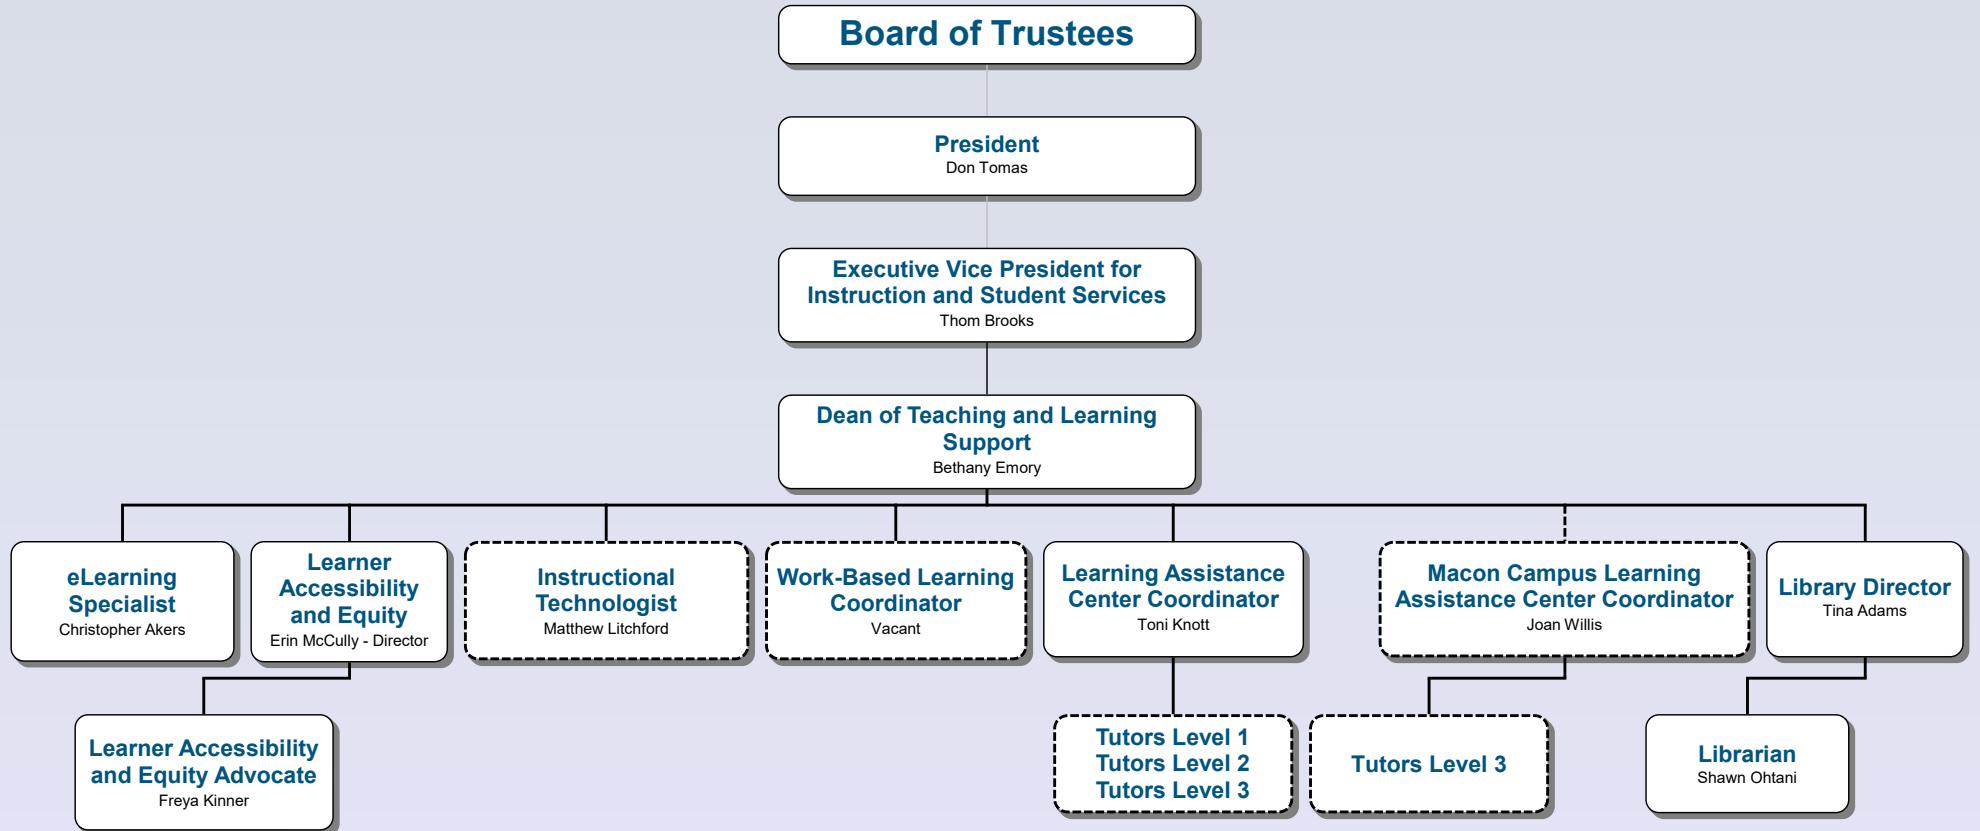 Board of Trustees
President
Don Tomas
Executive Vice President for
Instruction and Student Services
Thom Brooks
Dean of Teaching and Learning
Support
Bethany Emory
eLearning
Specialist
Christopher Akers
Learner
Accessibility
and Equity
Erin McCully - Director
Instructional
Technologist
Matthew Litchford
Work-Based Learning
Coordinator
Vacant
Learning Assistance
Center Coordinator
Toni Knott
Macon Campus Learning
Assistance Center Coordinator
Joan Willis
Library Director
Tina Adams
Learner Accessibility
and Equity Advocate
Freya Kinner
Tutors Level 1
Tutors Level 2
Tutors Level 3
Tutors Level 3
Librarian
Shawn Ohtani